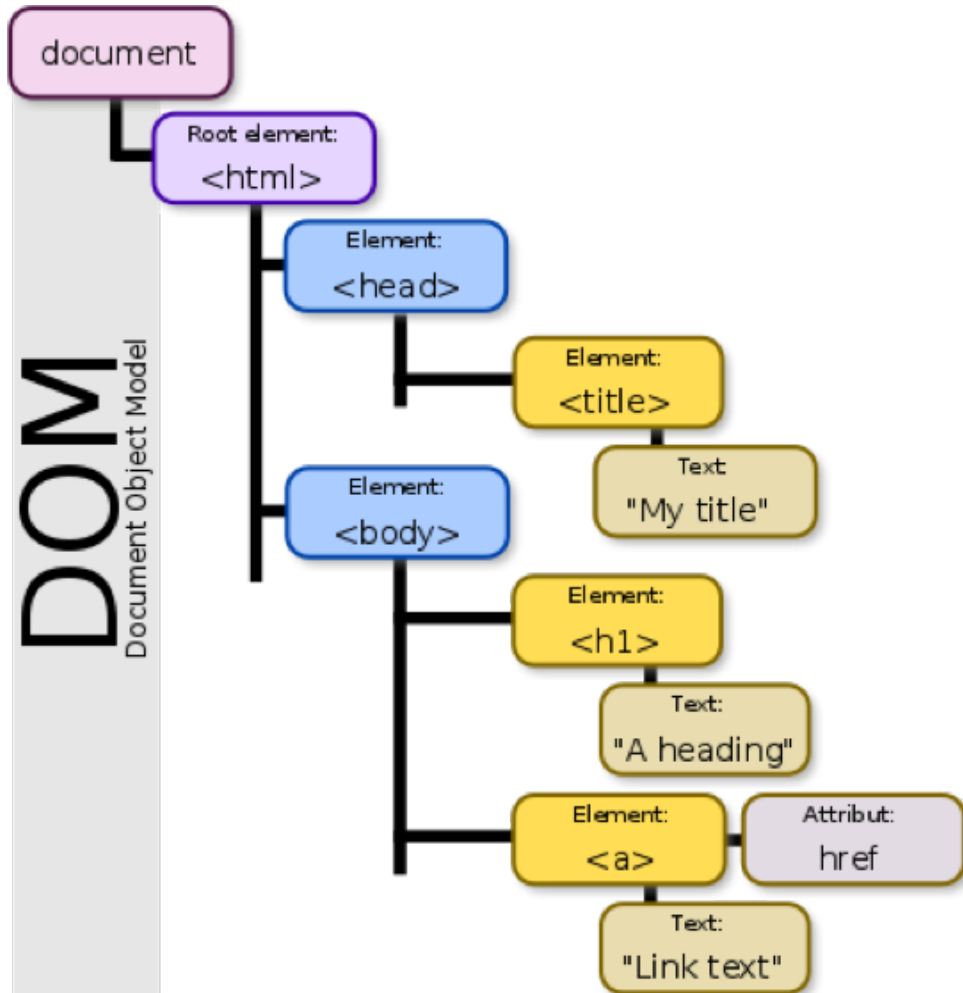 document
Root element:
<html>
Element:
<head>
Element:
<title>
Text
"My title"
Element:
<body>
Element:
<h1>
Text:
"A heading"
Element:
<a>
Attribut:
href
Text:
"Link text"
DOM
Document Object Model